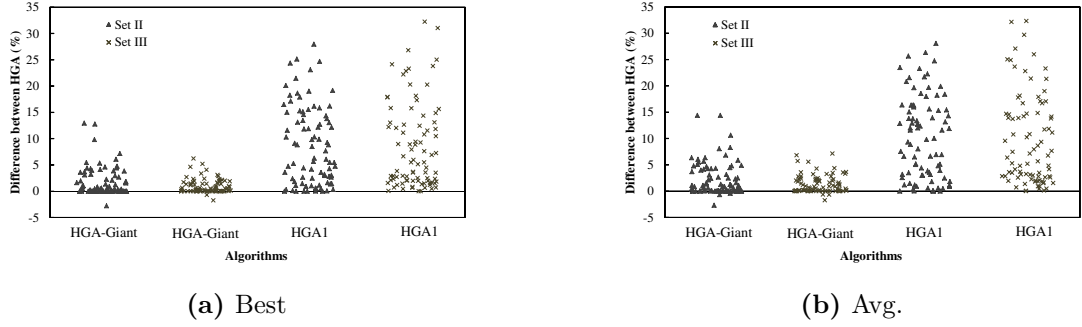 Difference between HGA (%)
35
30
25
20
15
10
5
0
-5
Set II
Set III
HGA-Giant HGA-Giant HGA1 HGA1
Algorithms
(a) Best
Difference between HGA (%)
35
30
25
20
15
10
5
0
-5
Set II
Set III
HGA-Giant HGA-Giant HGA1 HGA1
Algorithms
(b) Avg.